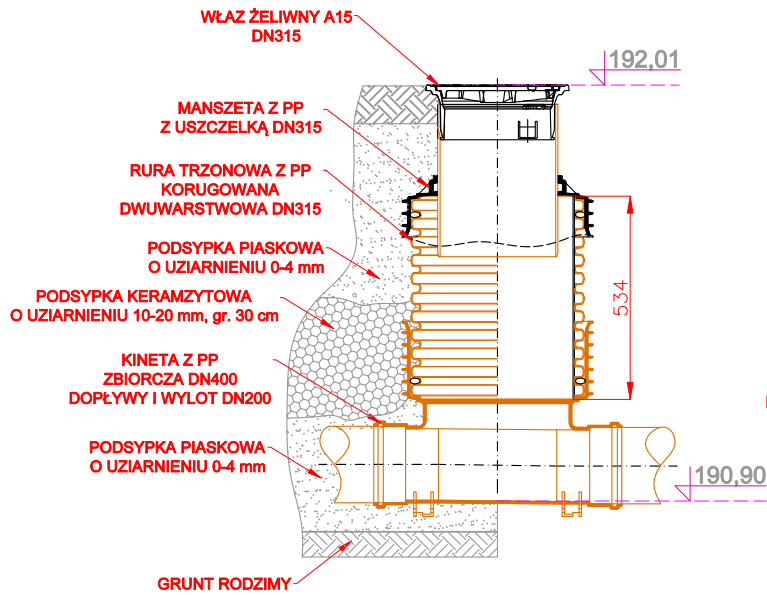 WŁAZ ŻELIWNY A15
DN315
192,01
MANSZETA Z PP
Z USZCZELKĄ DN315
RURA TRZONOWA Z PP
KORUGOWANA
DWUWARSTWOWA DN315
PODSYPKA PIASKOWA
O UZIARNIENIU 0-4 mm
PODSYPKA KERAMZYTOWA
O UZIARNIENIU 10-20 mm, gr. 30 cm
534
KINETA Z PP
ZBIORCZA DN400
DOPŁYWY I WYLOT DN200
PODSYPKA PIASKOWA
O UZIARNIENIU 0-4 mm
190,90
GRUNT RODZIMY